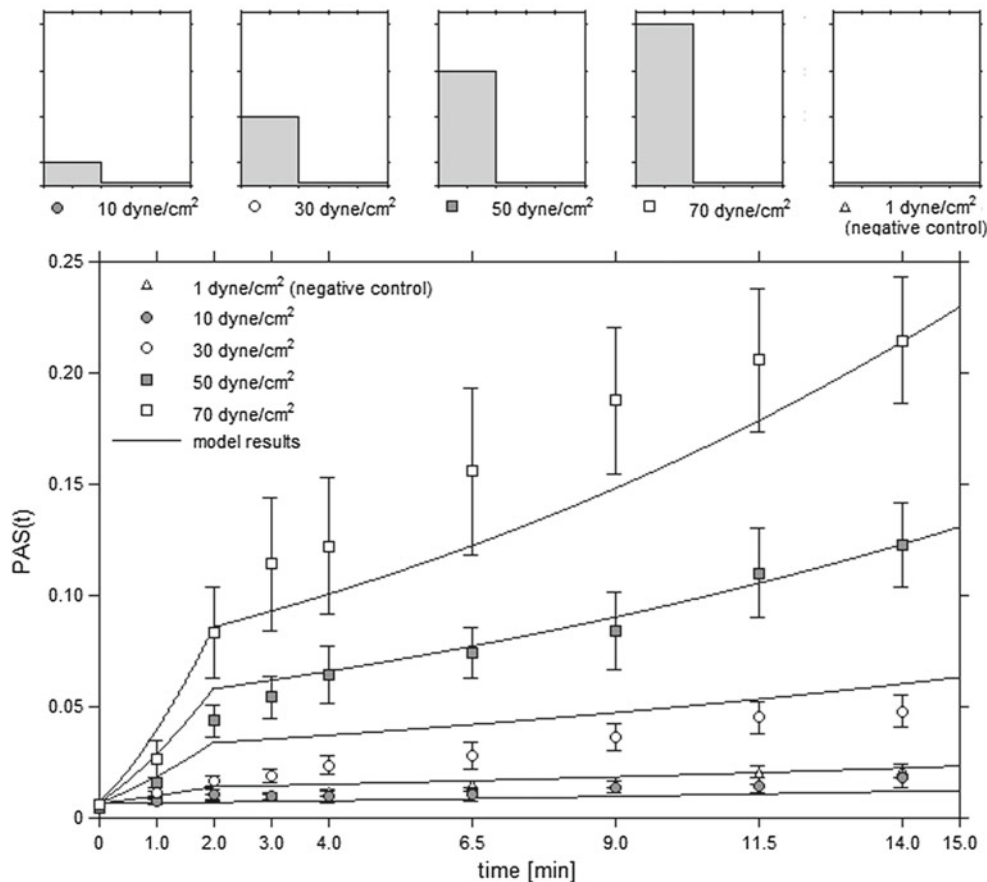 10 dyne/cm²
30 dyne/cm²
50 dyne/cm²
70 dyne/cm²
1 dyne/cm²
(negative control)
0.25
0.20
0.15
0.10
0.05
0.00
PAS(t)
1 dyne/cm² (negative control)
10 dyne/cm²
30 dyne/cm²
50 dyne/cm²
70 dyne/cm²
model results
0 1.0 2.0 3.0 4.0 6.5 9.0 11.5 14.0 15.0
time [min]